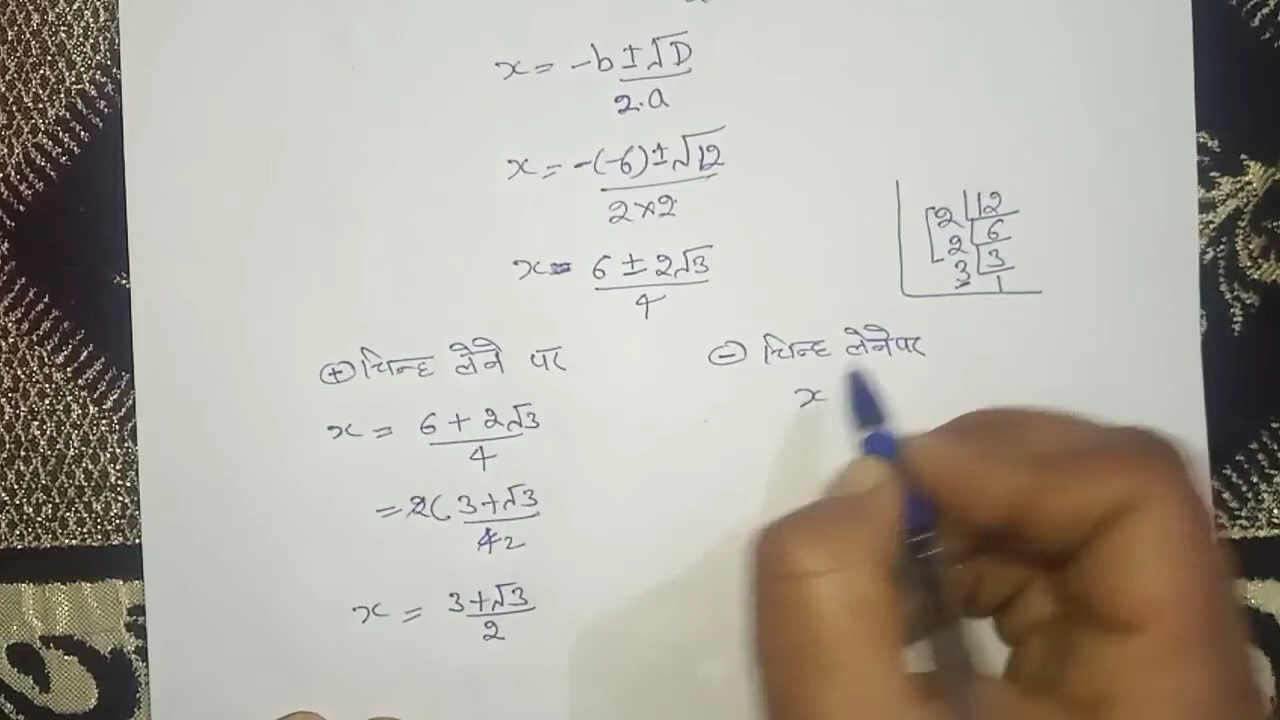 x = -b ± √D
2.a
x = -(-6) ± √12
2×2
x = 6 ± 2√3
4
2 | 12
2 | 6
3 | 3
1
(+) चिन्ह लेने पर
x = 6 + 2√3
4
= 2( 3+√3
4 2
x = 3+√3
2
(-) चिन्ह लेने पर
x